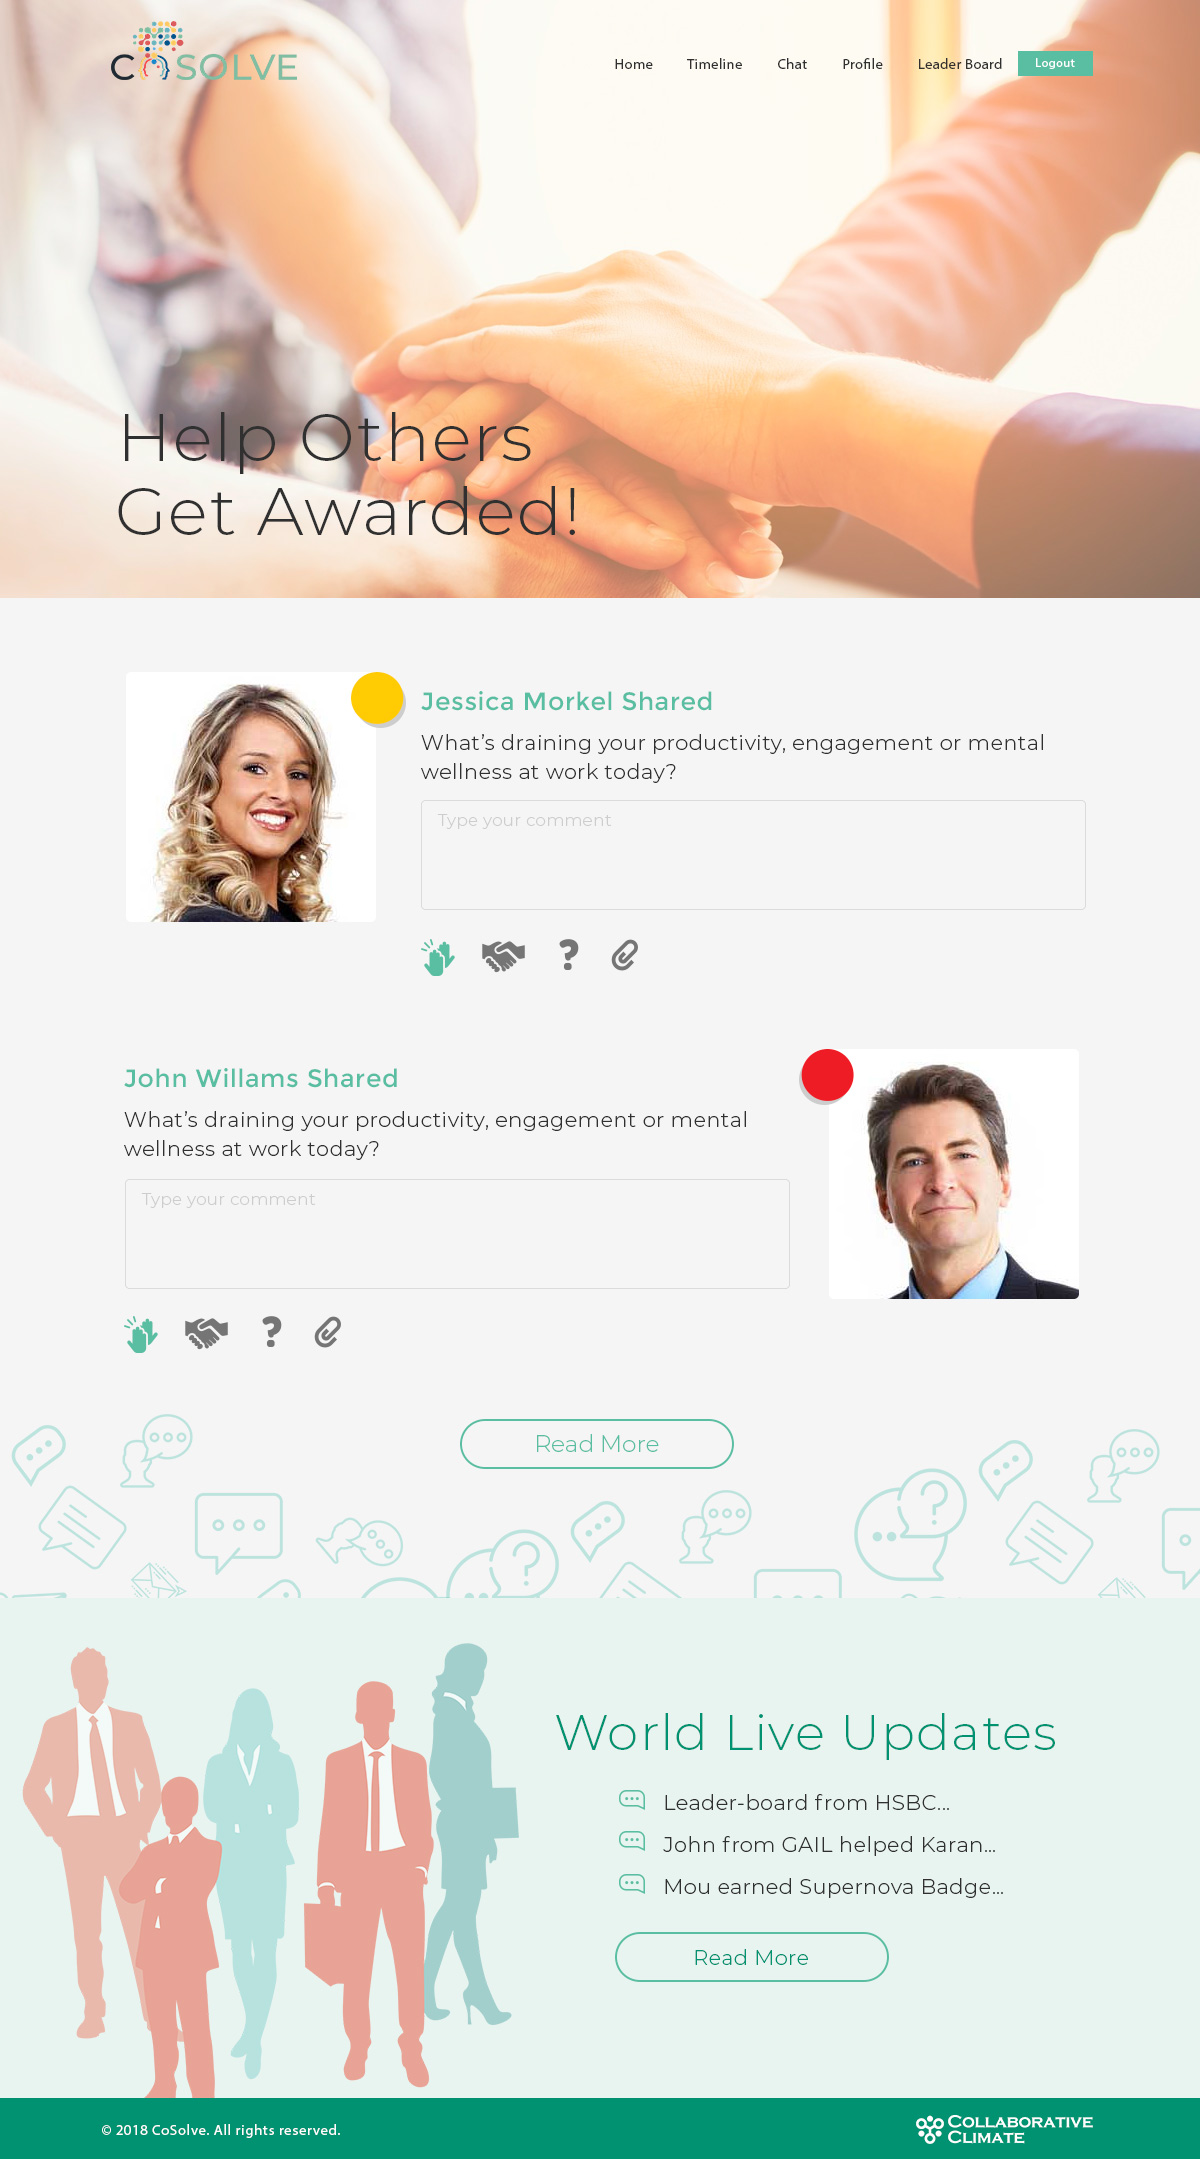 COSOLVE
Home Timeline Chat Profile Leader Board Logout
Help Others
Get Awarded!
Jessica Morkel Shared
What’s draining your productivity, engagement or mental
wellness at work today?
Type your comment
John Willams Shared
What’s draining your productivity, engagement or mental
wellness at work today?
Type your comment
Read More
World Live Updates
Leader-board from HSBC...
John from GAIL helped Karan...
Mou earned Supernova Badge...
Read More
© 2018 CoSolve. All rights reserved.
COLLABORATIVE
CLIMATE